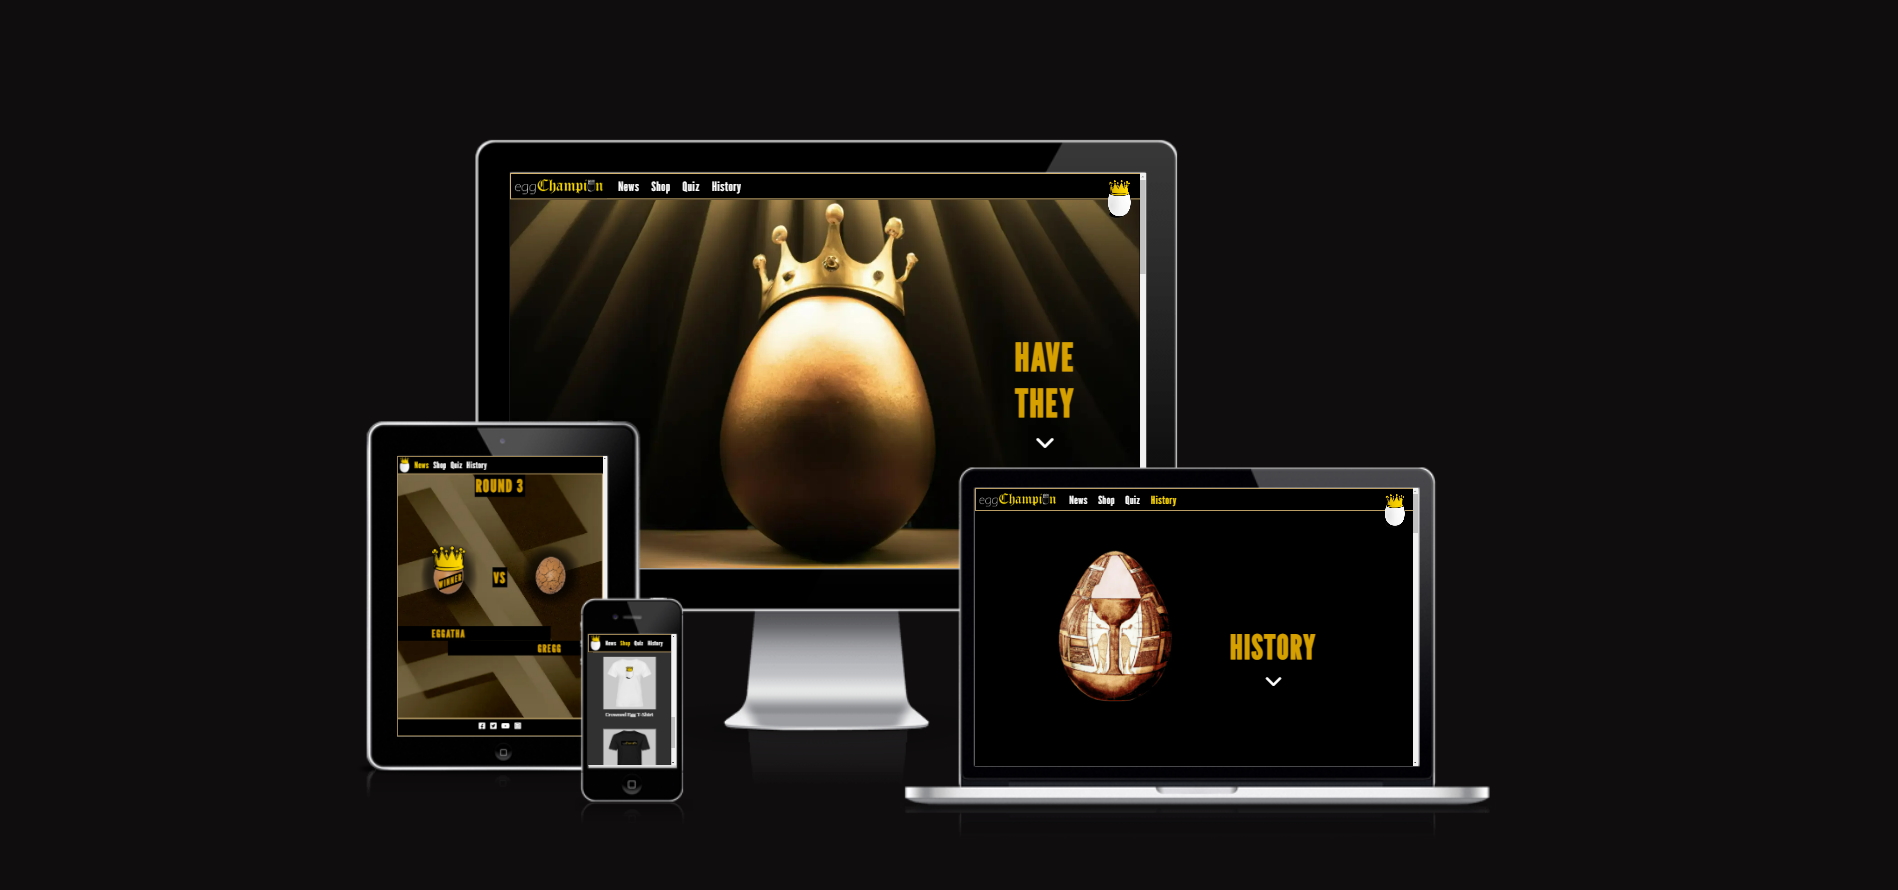 eggChampion News Shop Quiz History
HAVE
THEY
News Shop Quiz History
ROUND 3
WINNER
VS
EGGATHA
GREGG
News Shop Quiz History
Crowned Egg T-Shirt
eggChampion News Shop Quiz History
HISTORY